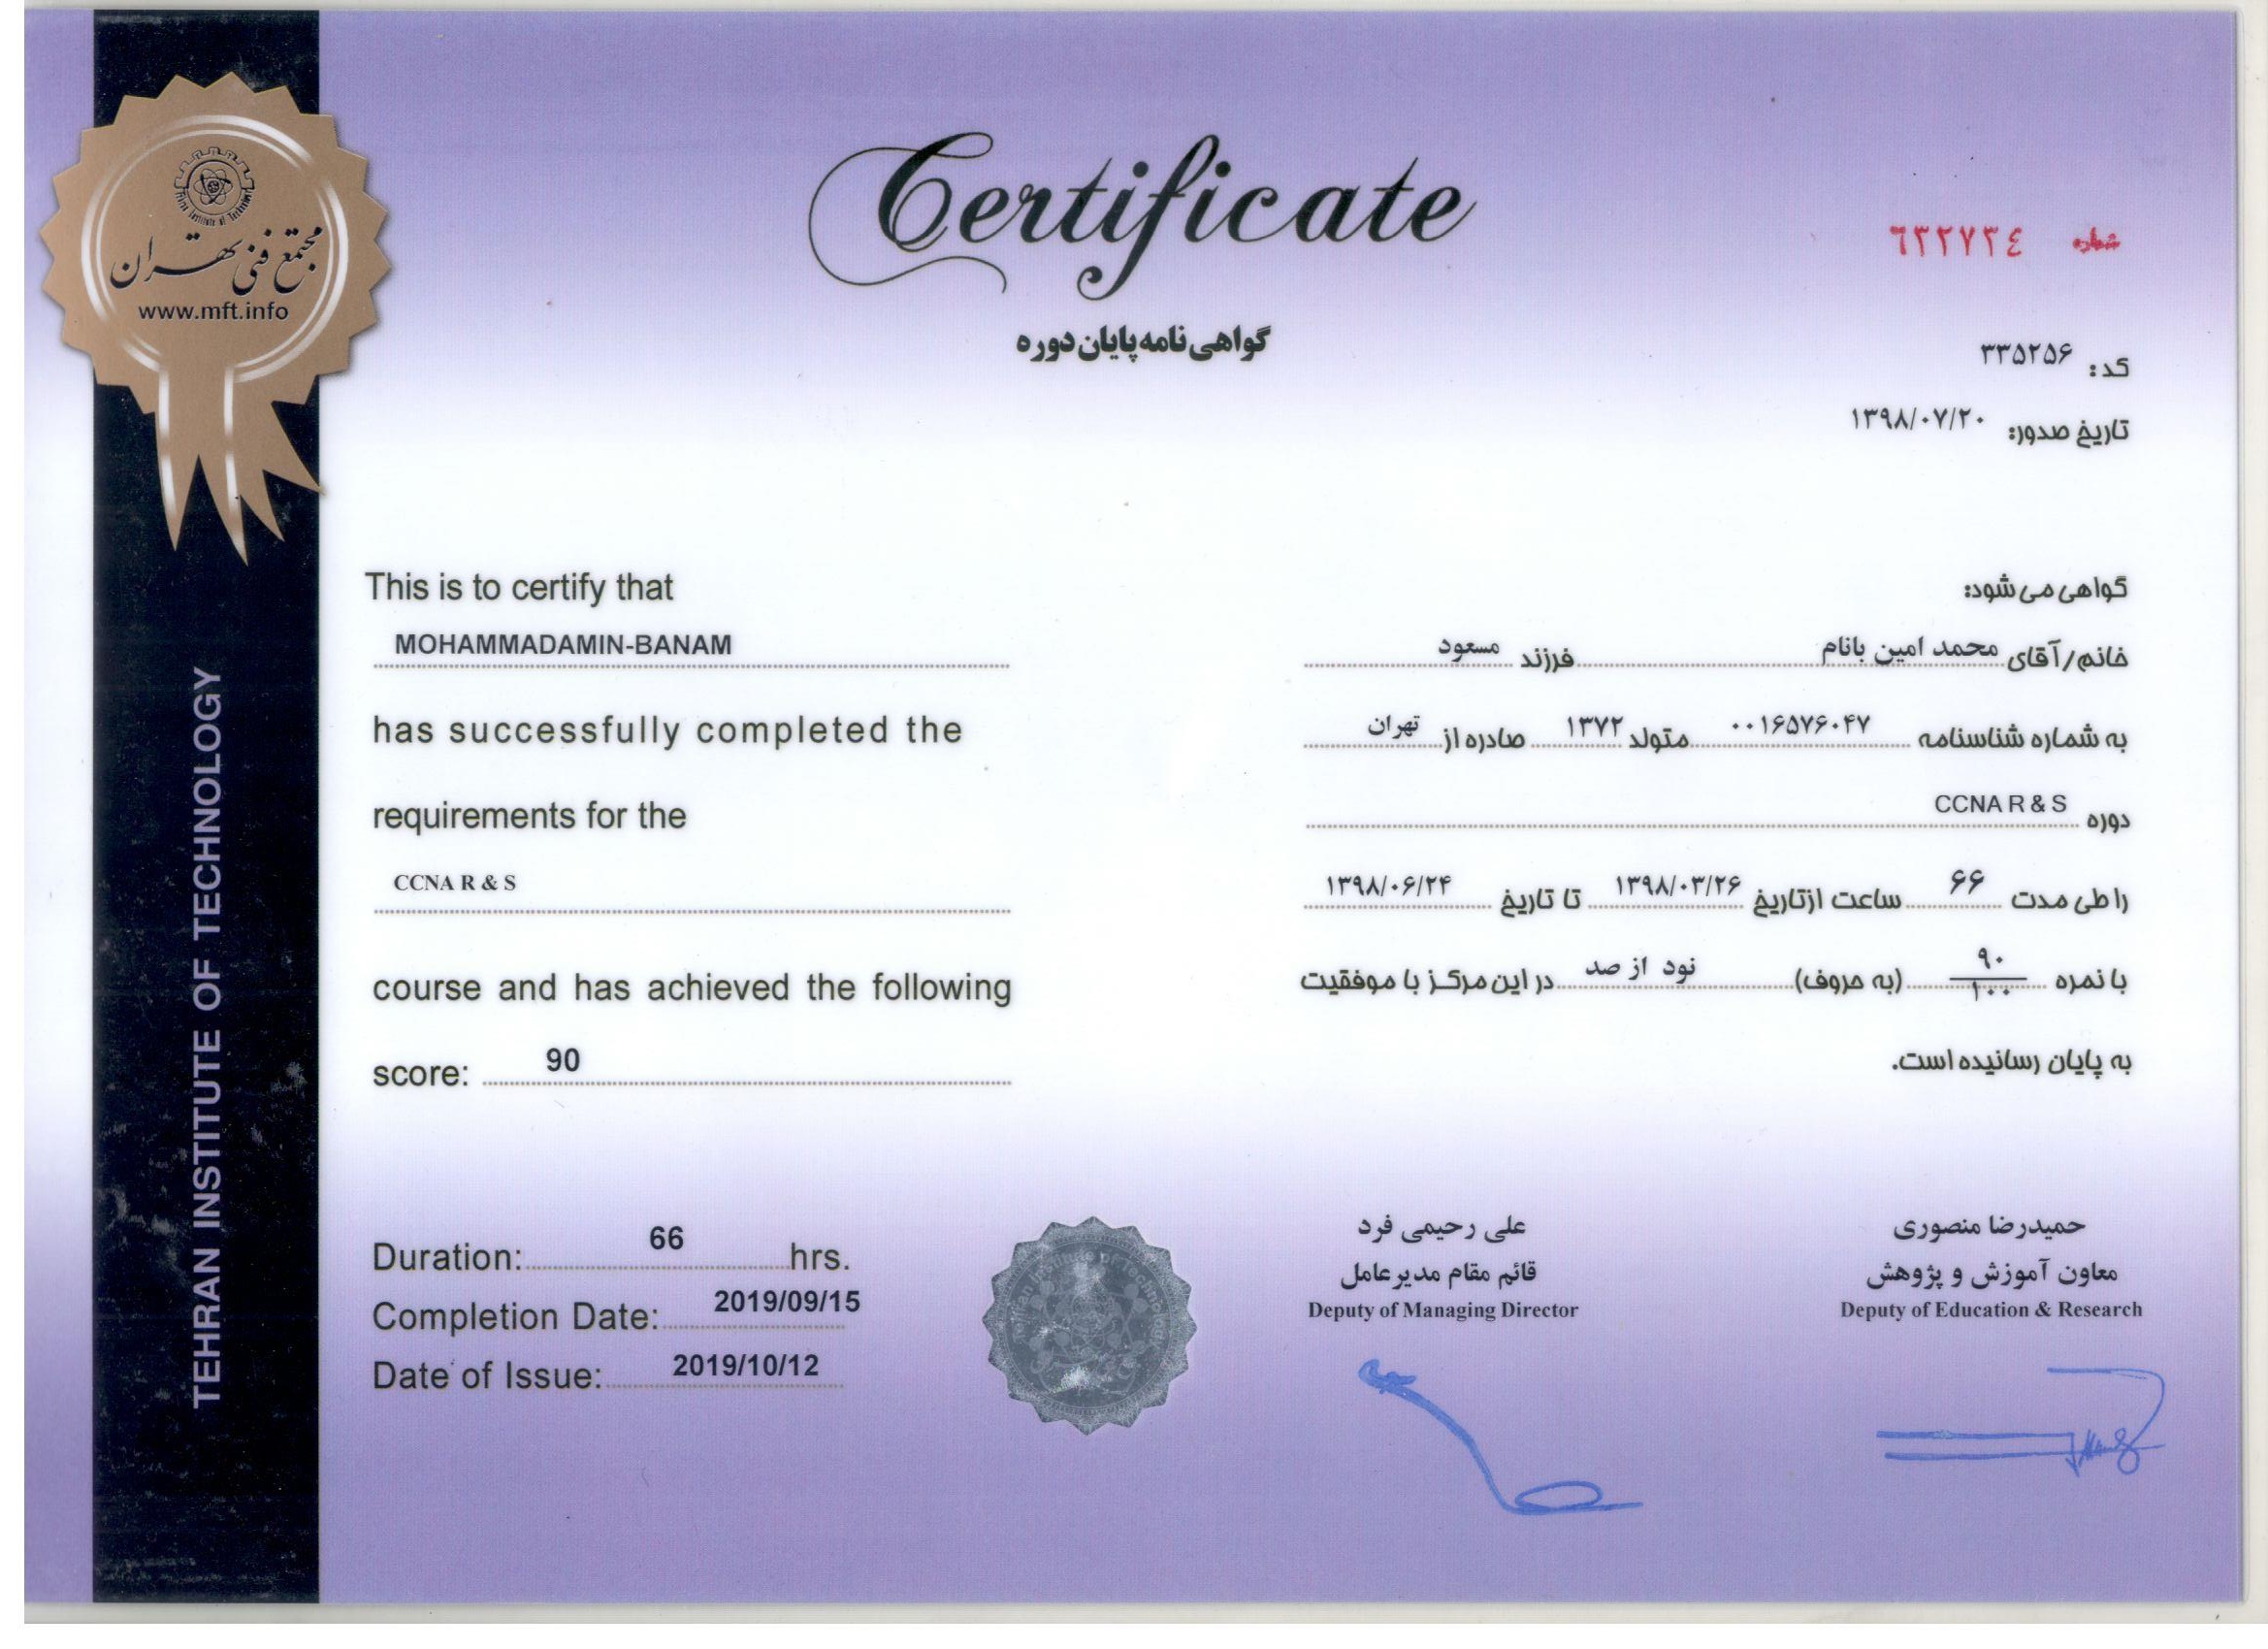 مجتمع فنی تهران
www.mft.info
TEHRAN INSTITUTE OF TECHNOLOGY
Certificate
گواهی نامه پایان دوره
شماره ٦٣٢٧٣٤
کد: ۳۳۵۲۵۶
تاریخ صدور: ۱۳۹۸/۰۷/۲۰
This is to certify that
MOHAMMADAMIN-BANAM
has successfully completed the
requirements for the
CCNA R & S
course and has achieved the following
score: 90
Duration: 66 hrs.
Completion Date: 2019/09/15
Date of Issue: 2019/10/12
گواهی می شود:
خانم/آقای محمد امین بانام فرزند مسعود
به شماره شناسنامه ۰۰۱۶۵۷۶۰۴۷ متولد ۱۳۷۲ صادره از تهران
دوره CCNA R & S
را طی مدت ۶۶ ساعت ازتاریخ ۱۳۹۸/۰۳/۲۶ تا تاریخ ۱۳۹۸/۰۶/۲۴
با نمره ۹۰/۱۰۰ (به حروف) نود از صد در این مرکز با موفقیت
به پایان رسانیده است.
حمیدرضا منصوری
معاون آموزش و پژوهش
Deputy of Education & Research
علی رحیمی فرد
قائم مقام مدیرعامل
Deputy of Managing Director